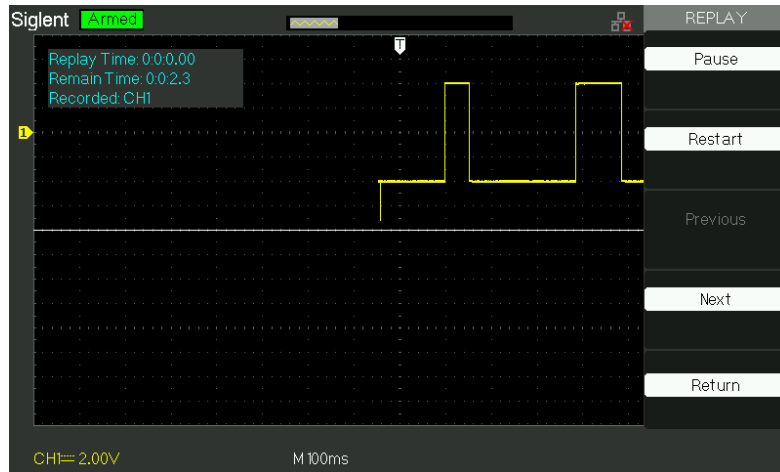 Siglent Armed REPLAY
T
Replay Time: 0:0:0.00
Remain Time: 0:0:2.3
Recorded: CH1
1
Pause
Restart
Previous
Next
Return
CH1 2.00V M 100ms